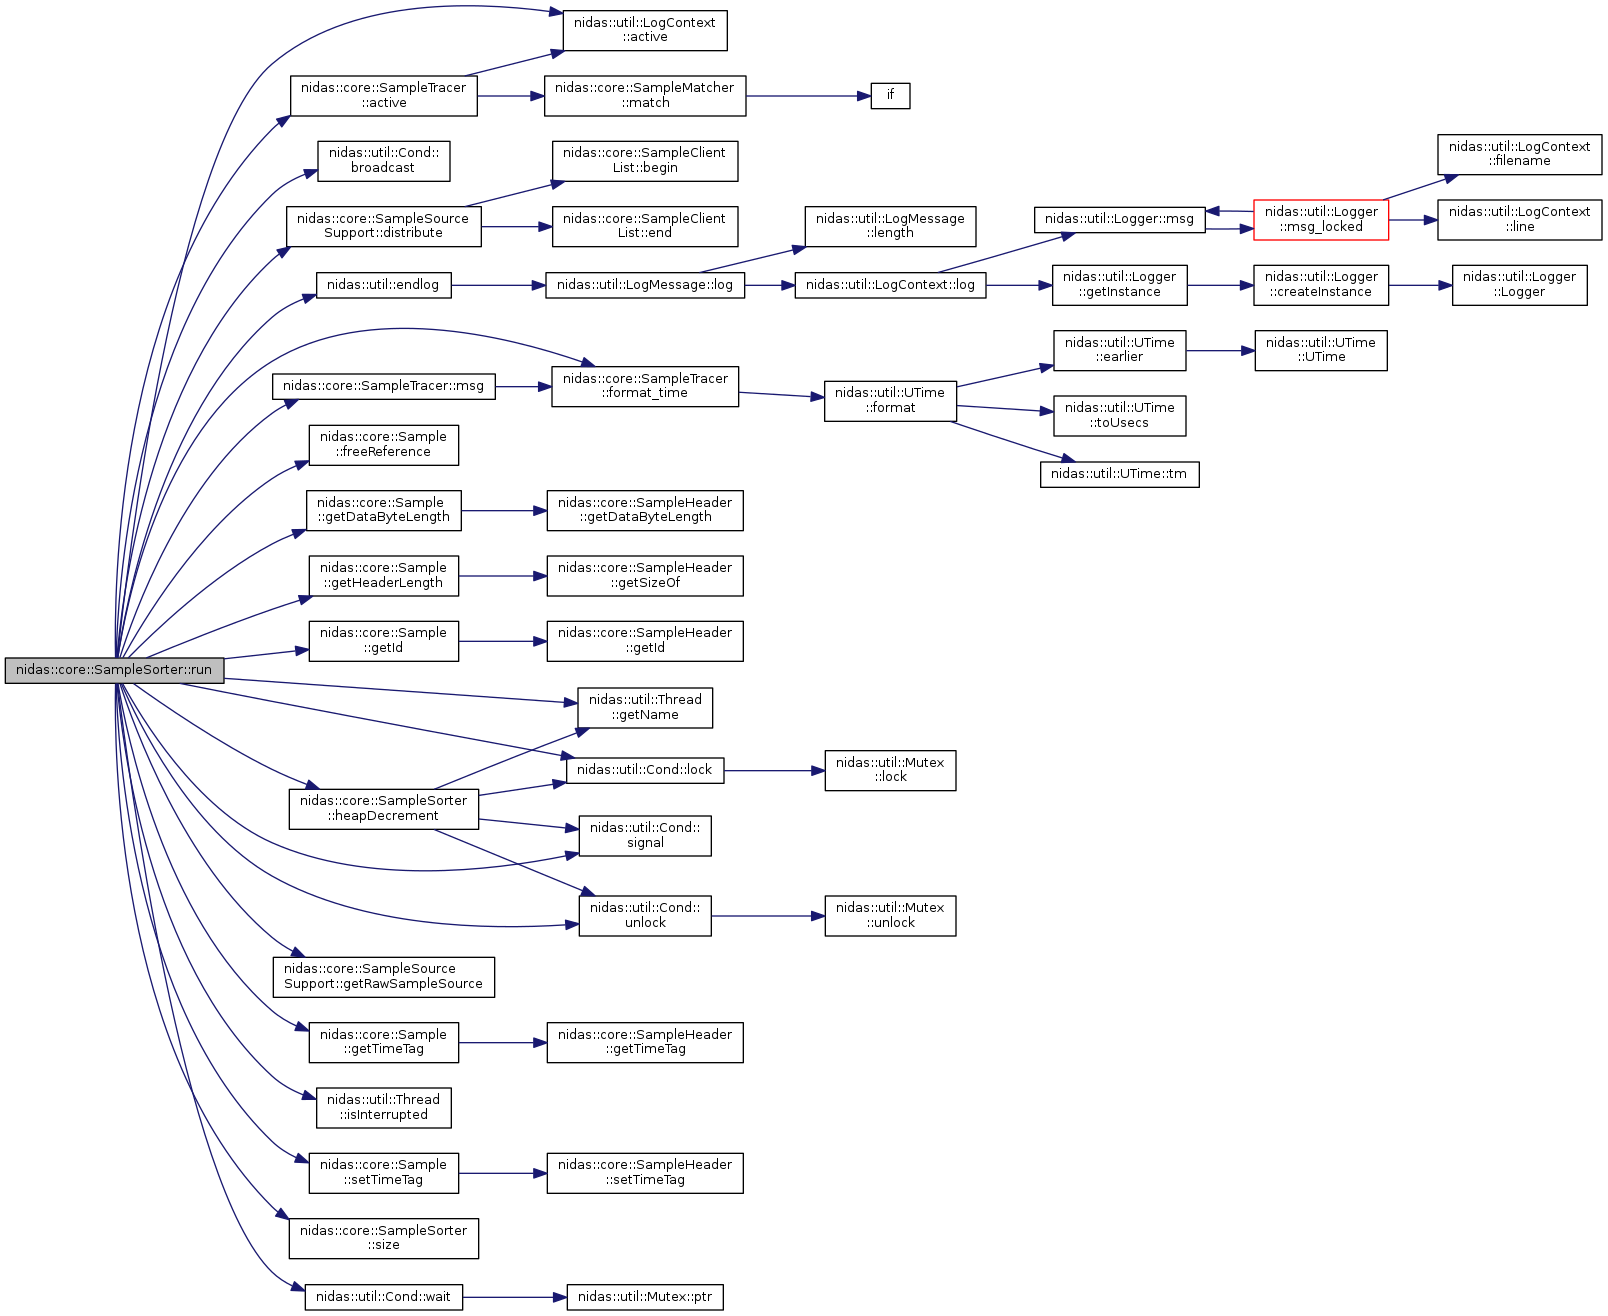 nidas::util::LogContext
::active
nidas::core::SampleTracer
::active
nidas::core::SampleMatcher
::match
if
nidas::util::Cond::
broadcast
nidas::core::SampleClient
List::begin
nidas::util::LogContext
::filename
nidas::core::SampleSource
Support::distribute
nidas::core::SampleClient
List::end
nidas::util::LogMessage
::length
nidas::util::Logger::msg
nidas::util::Logger
::msg_locked
nidas::util::LogContext
::line
nidas::util::endlog
nidas::util::LogMessage::log
nidas::util::LogContext::log
nidas::util::Logger
::getInstance
nidas::util::Logger
::createInstance
nidas::util::Logger
::Logger
nidas::util::UTime
::earlier
nidas::util::UTime
::UTime
nidas::core::SampleTracer::msg
nidas::core::SampleTracer
::format_time
nidas::util::UTime
::format
nidas::util::UTime
::toUsecs
nidas::util::UTime::tm
nidas::core::Sample
::freeReference
nidas::core::Sample
::getDataByteLength
nidas::core::SampleHeader
::getDataByteLength
nidas::core::Sample
::getHeaderLength
nidas::core::SampleHeader
::getSizeOf
nidas::core::Sample
::getId
nidas::core::SampleHeader
::getId
nidas::core::SampleSorter::run
nidas::util::Thread
::getName
nidas::util::Cond::lock
nidas::util::Mutex
::lock
nidas::core::SampleSorter
::heapDecrement
nidas::util::Cond::
signal
nidas::util::Cond::
unlock
nidas::util::Mutex
::unlock
nidas::core::SampleSource
Support::getRawSampleSource
nidas::core::Sample
::getTimeTag
nidas::core::SampleHeader
::getTimeTag
nidas::util::Thread
::isInterrupted
nidas::core::Sample
::setTimeTag
nidas::core::SampleHeader
::setTimeTag
nidas::core::SampleSorter
::size
nidas::util::Cond::wait
nidas::util::Mutex::ptr